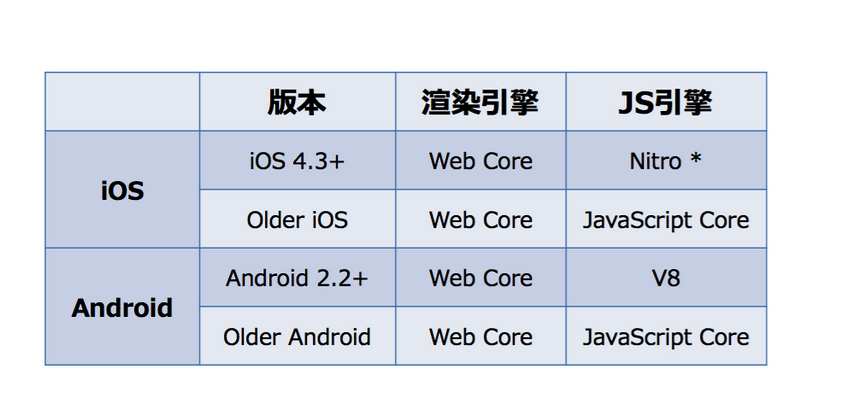 版本 渲染引擎 JS引擎
iOS
iOS 4.3+ Web Core Nitro *
Older iOS Web Core JavaScript Core
Android
Android 2.2+ Web Core V8
Older Android Web Core JavaScript Core